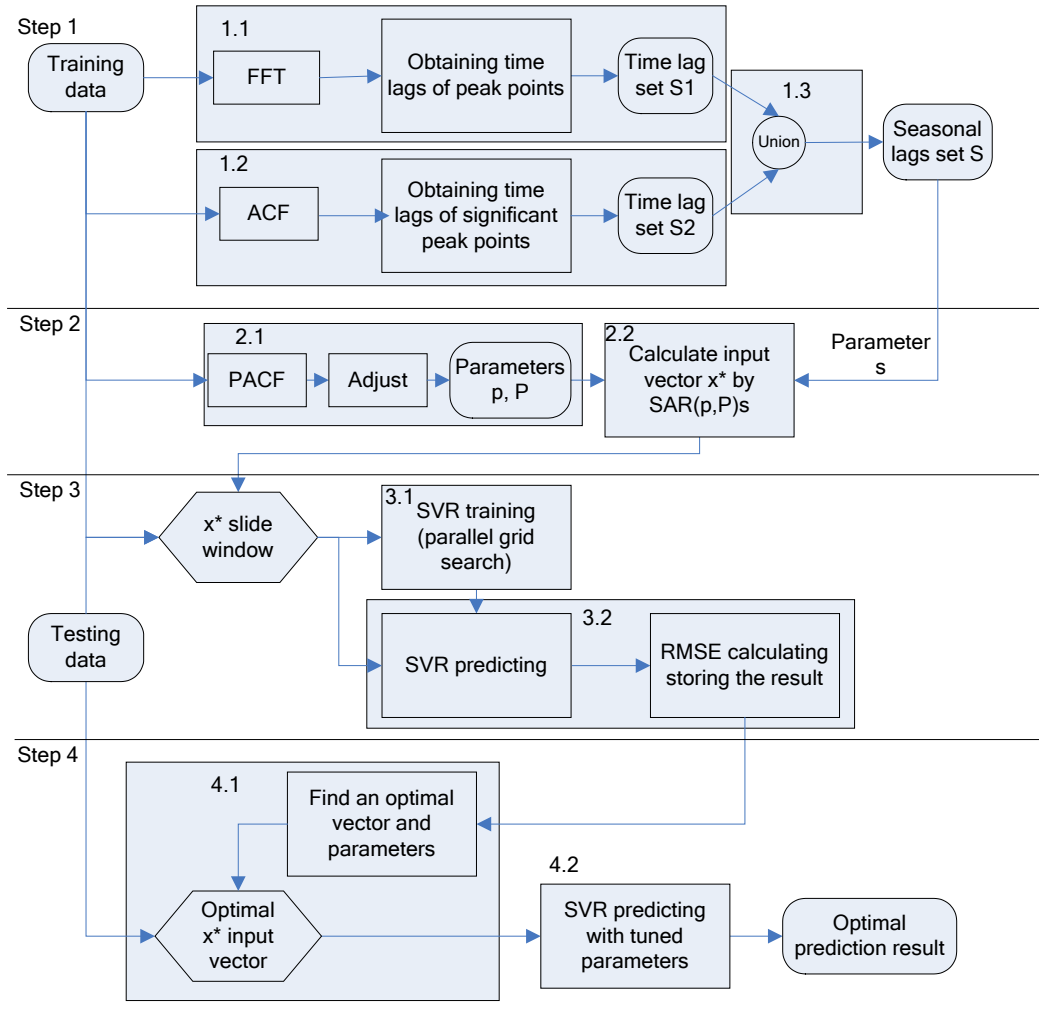 Step 1
Training
data
1.1
FFT
Obtaining time
lags of peak points
Time lag
set S1
1.2
ACF
Obtaining time
lags of significant
peak points
Time lag
set S2
1.3
Union
Seasonal
lags set S
Step 2
2.1
PACF
Adjust
Parameters
p, P
2.2
Calculate input
vector x* by
SAR(p,P)s
Parameter
s
Step 3
x* slide
window
3.1
SVR training
(parallel grid
search)
Testing
data
3.2
SVR predicting
RMSE calculating
storing the result
Step 4
4.1
Find an optimal
vector and
parameters
Optimal
x* input
vector
4.2
SVR predicting
with tuned
parameters
Optimal
prediction result